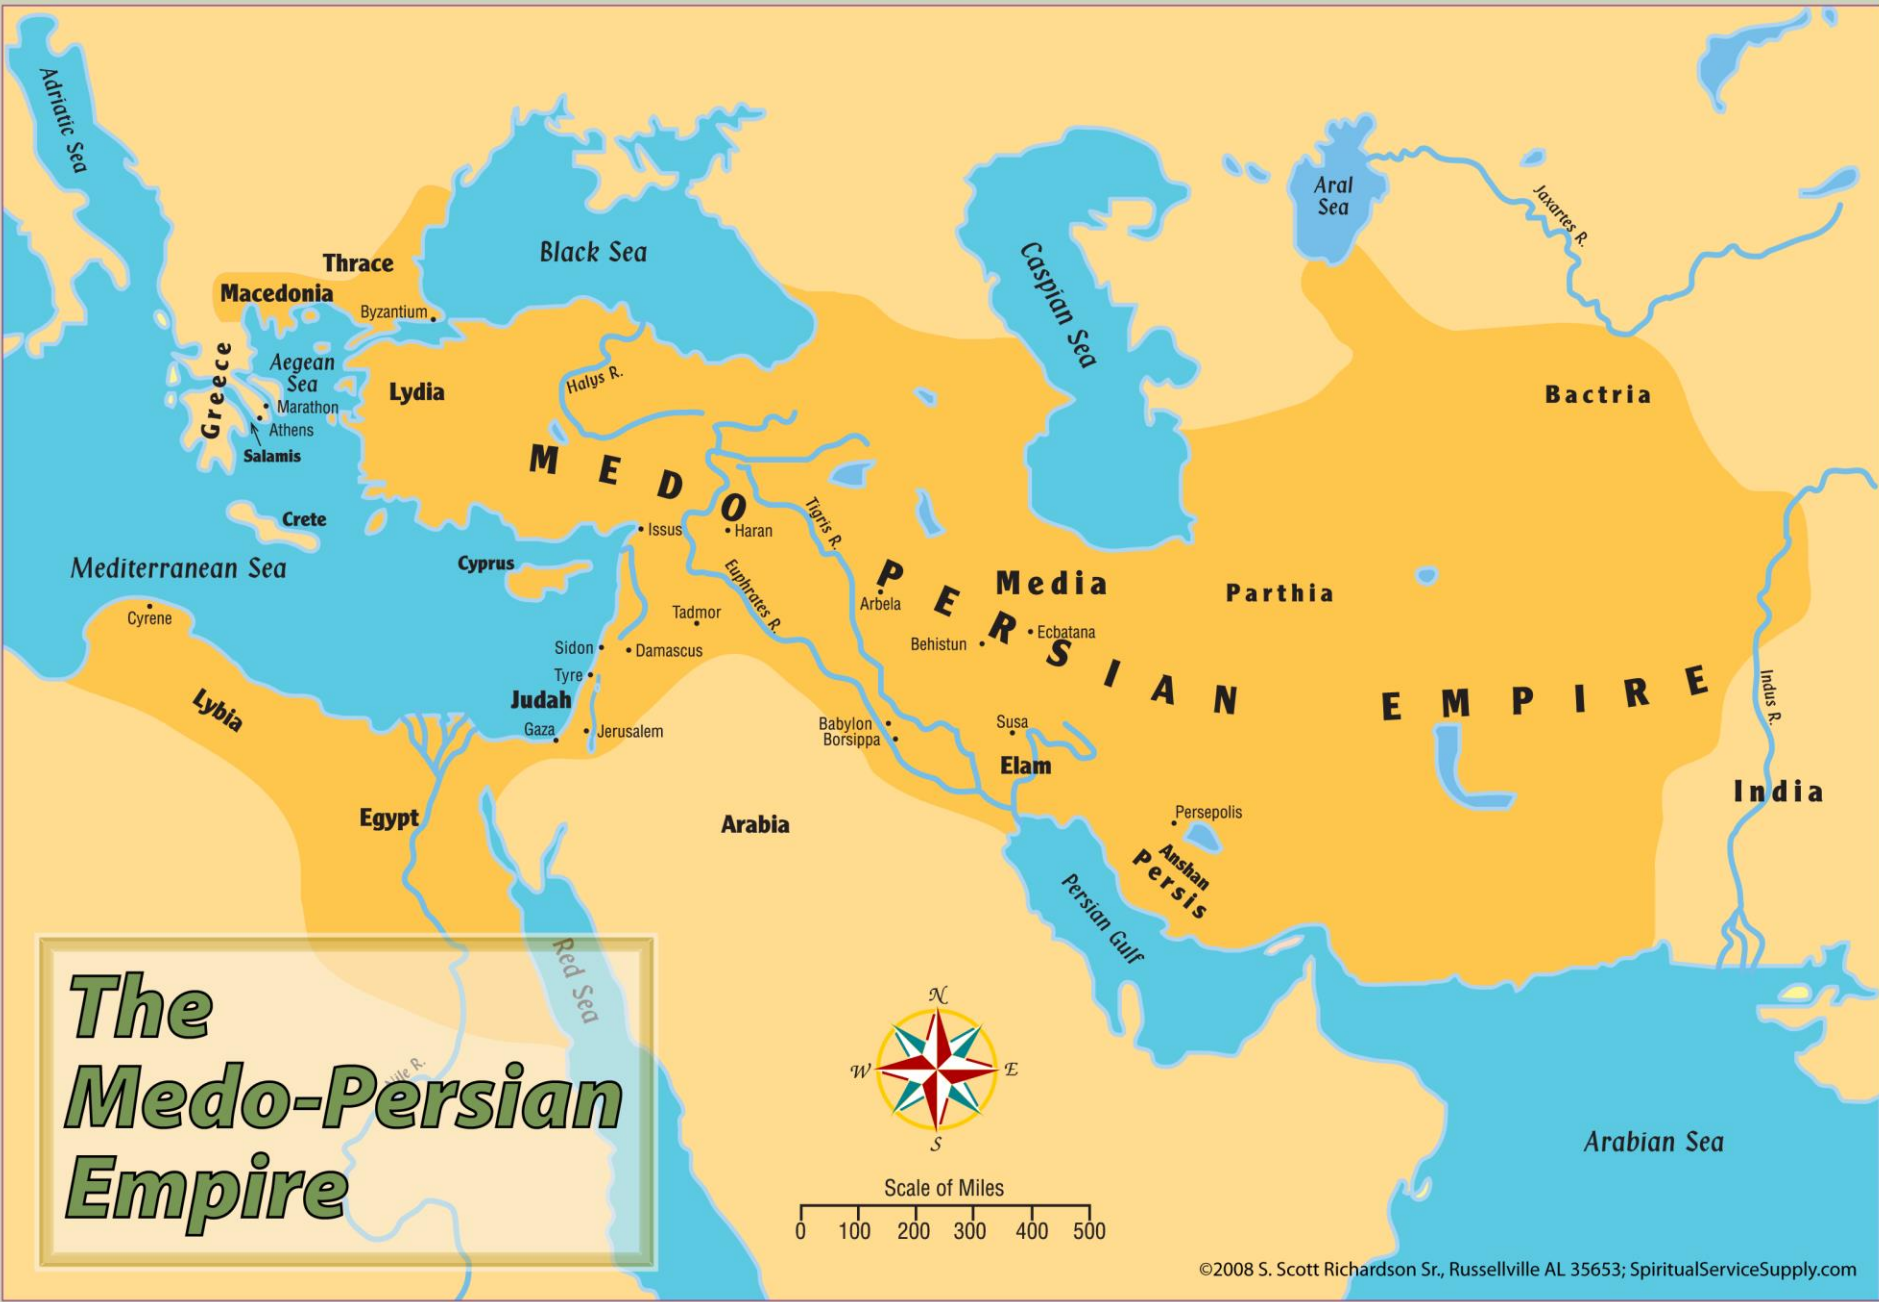 Adriatic Sea
Black Sea
Caspian Sea
Aral
Sea
Jaxartes R.
Thrace
Macedonia
Byzantium
Greece
Aegean
Sea
Marathon
Athens
Salamis
Lydia
Halys R.
Bactria
MEDO
PERSIAN
EMPIRE
Crete
Issus
Haran
Tigris R.
Mediterranean Sea
Cyprus
Euphrates R.
Arbela
Media
Parthia
Cyrene
Tadmor
Behistun
Ecbatana
Sidon
Damascus
Tyre
Lybia
Judah
Gaza
Jerusalem
Babylon
Borsippa
Susa
Elam
Indus R.
India
Egypt
Arabia
Persepolis
Anshan
Persis
Persian Gulf
Red Sea
Nile R.
The
Medo-Persian
Empire
N
W
E
S
Arabian Sea
Scale of Miles
0 100 200 300 400 500
©2008 S. Scott Richardson Sr., Russellville AL 35653; SpiritualServiceSupply.com